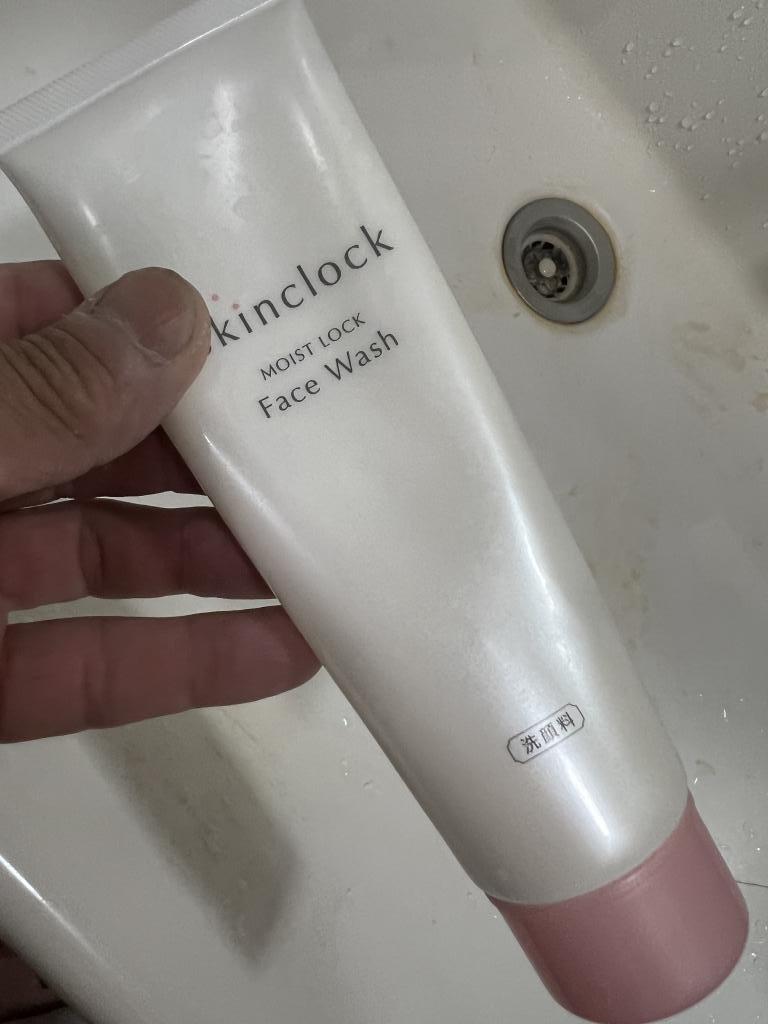 kinclock
MOIST LOCK
Face Wash
洗顔料